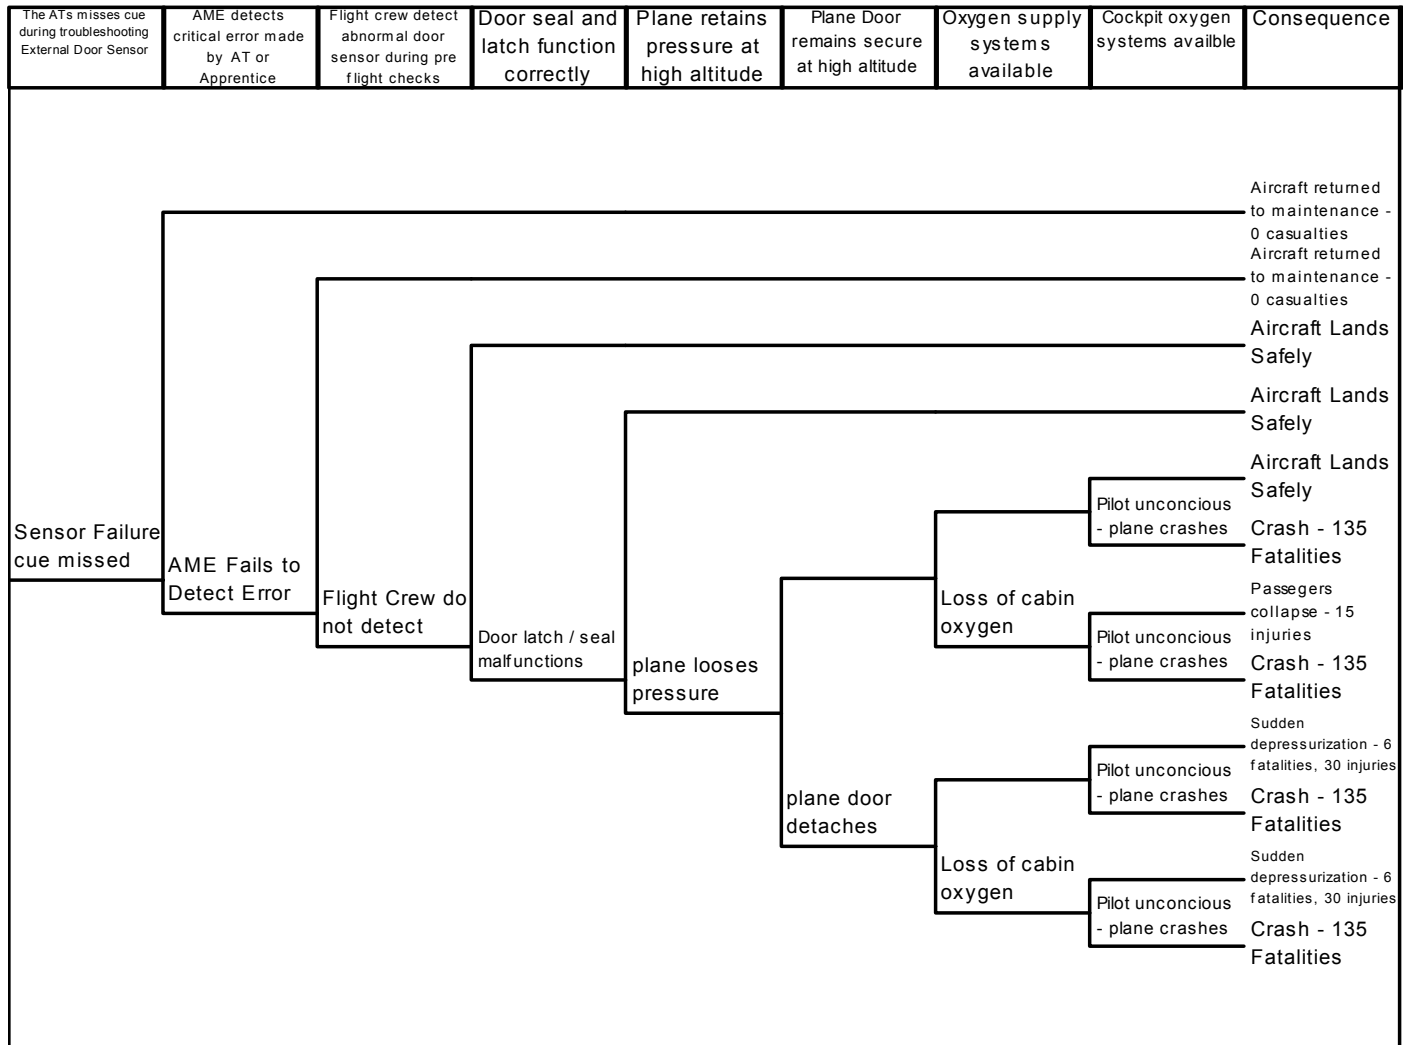 The ATs misses cue
during troubleshooting
External Door Sensor
AME detects
critical error made
by AT or
Apprentice
Flight crew detect
abnormal door
sensor during pre
flight checks
Door seal and
latch function
correctly
Plane retains
pressure at
high altitude
Plane Door
remains secure
at high altitude
Oxygen supply
systems
available
Cockpit oxygen
systems availble
Consequence
Aircraft returned
to maintenance -
0 casualties
Aircraft returned
to maintenance -
0 casualties
Aircraft Lands
Safely
Aircraft Lands
Safely
Aircraft Lands
Safely
Sensor Failure
cue missed
AME Fails to
Detect Error
Flight Crew do
not detect
Door latch / seal
malfunctions
plane looses
pressure
Loss of cabin
oxygen
Pilot unconcious
- plane crashes
Crash - 135
Fatalities
Passegers
collapse - 15
injuries
Pilot unconcious
- plane crashes
Crash - 135
Fatalities
plane door
detaches
Sudden
depressurization - 6
fatalities, 30 injuries
Pilot unconcious
- plane crashes
Crash - 135
Fatalities
Loss of cabin
oxygen
Sudden
depressurization - 6
fatalities, 30 injuries
Pilot unconcious
- plane crashes
Crash - 135
Fatalities